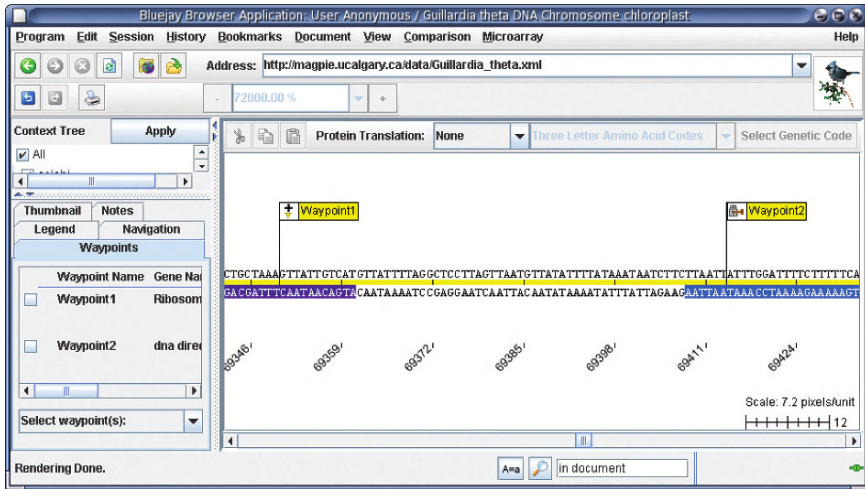 Bluejay Browser Application: User Anonymous / Guillardia theta DNA Chromosome chloroplast
Program Edit Session History Bookmarks Document View Comparison Microarray Help
Address: http://magpie.ucalgary.ca/data/Guillardia_theta.xml
- 72000.00 % +
Context Tree Apply
Protein Translation: None Three Letter Amino Acid Codes Select Genetic Code
All
Thumbnail Notes
Legend Navigation
Waypoints
Waypoint Name Gene Na
Waypoint1 Ribosom
Waypoint2 dna dire
Select waypoint(s):
Waypoint1 Waypoint2
CTGCTAAAGTTATTGTCATGTTATTTTAGGCTCCTTAGTTAATGTTATATTTTATAAATAATCTTCTTAATTATTTGGATTTTCTTTTTCA
GACGATTTCAATAACAGTACAATAAAATCCGAGGAATCAATTACAATATAAAATATTTATTAGAAGAATTAATAAACCTAAAAGAAAAAGT
69346' 69359' 69372' 69385' 69398' 69411' 69424'
Scale: 7.2 pixels/unit
12
Rendering Done. A=a in document